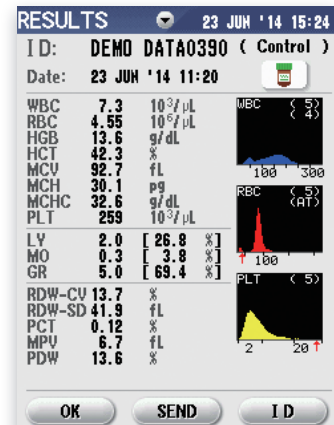 RESULTS 23 JUN '14 15:24
ID: DEMO DATA0390 ( Control )
Date: 23 JUN '14 11:20
WBC 7.3 10³/µL
RBC 4.55 10⁶/µL
HGB 13.6 g/dL
HCT 42.3 %
MCV 92.7 fL
MCH 30.1 pg
MCHC 32.6 g/dL
PLT 259 10³/µL
LY 2.0 [ 26.8 %]
MO 0.3 [ 3.8 %]
GR 5.0 [ 69.4 %]
RDW-CV 13.7 %
RDW-SD 41.9 fL
PCT 0.12 %
MPV 6.7 fL
PDW 13.6 %
WBC ( 5)
( 4)
100 300
RBC ( 5)
(AT)
100
PLT ( 5)
2 20
OK SEND ID